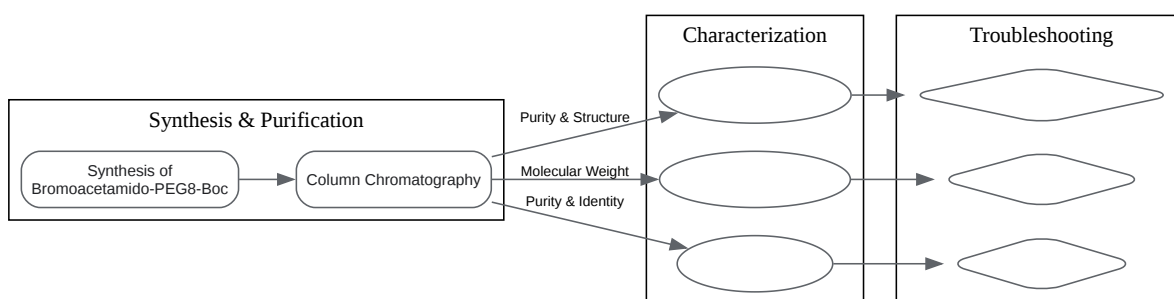 Characterization
Troubleshooting
Synthesis & Purification
Purity & Structure
Synthesis of
Bromoacetamido-PEG8-Boc
Column Chromatography
Molecular Weight
Purity & Identity